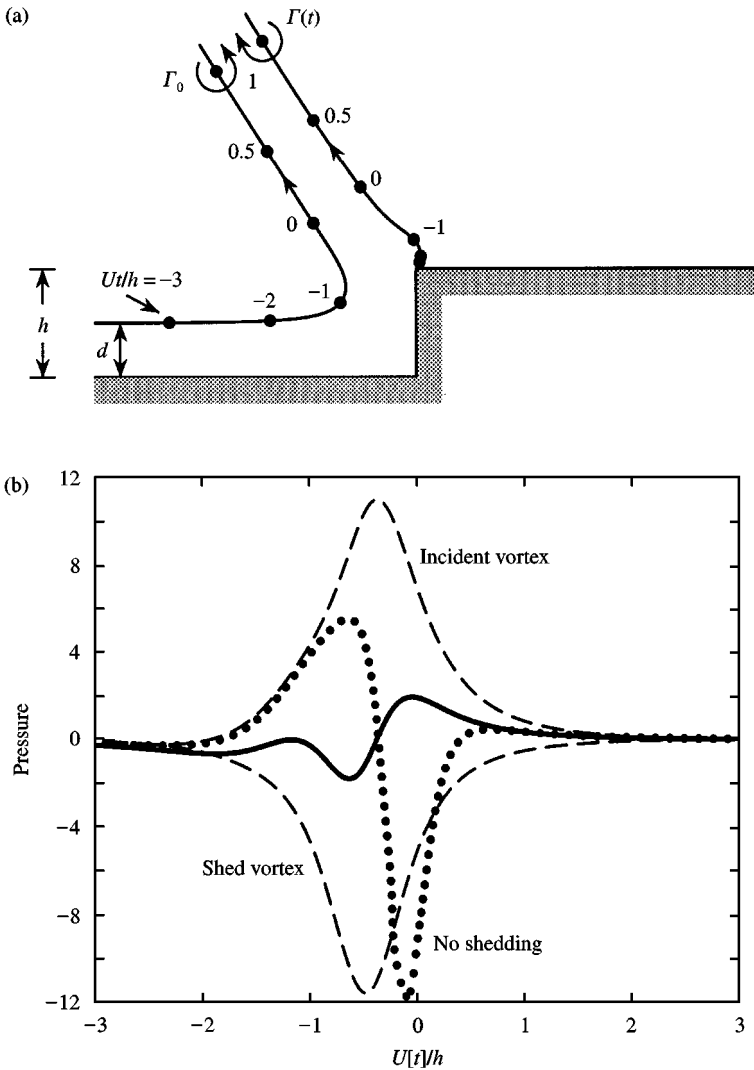 (a)
Γ(t)
Γ₀
1
0.5
0.5
0
0
−1
Ut/h = −3
−2
−1
h
d
(b)
12
8
4
0
−4
−8
−12
Pressure
Incident vortex
Shed vortex
No shedding
−3
−2
−1
0
1
2
3
U[t]/h